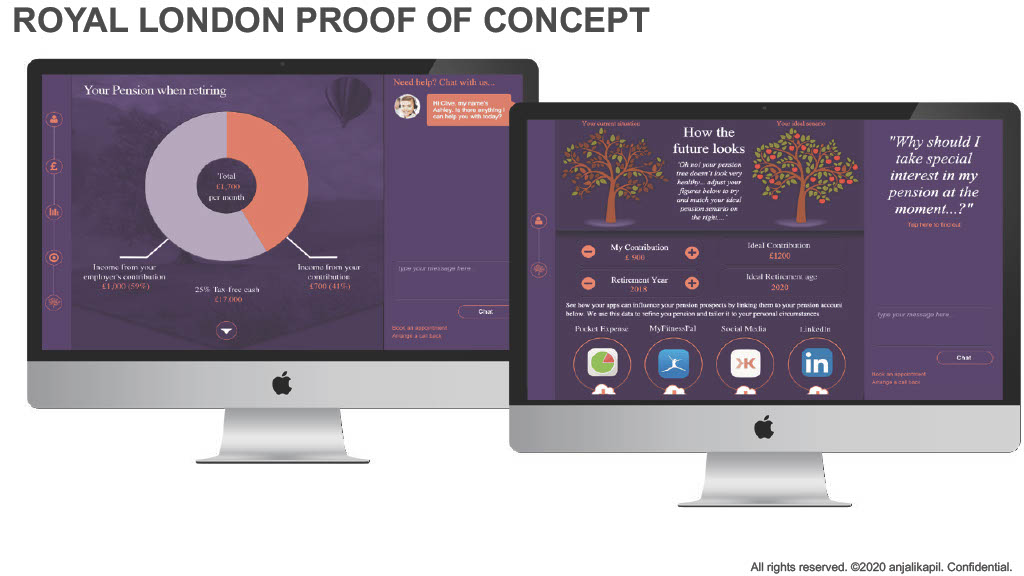 ROYAL LONDON PROOF OF CONCEPT
Your Pension when retiring
Total
£1,700
per month
Income from your
employer's contribution
£1,000 (59%)
25% Tax-free cash
£17,000
Income from your
contribution
£700 (41%)
Need help? Chat with us...
Hi Clive, my name's
Ashley. Is there anything I
can help you with today?
Type your message here...
Chat
Book an appointment
Arrange a call back
Your current situation
How the
future looks
"Oh no! your pension
tree doesn't look very
healthy... adjust your
figures below to try
and match your ideal
pension senario on
the right...."
Your ideal senario
My Contribution
£ 900
Ideal Contribution
£1200
Retirement Year
2018
Ideal Retirement age
2020
See how your apps can influence your pension prospects by linking them to your pension account
below. We use this data to refine you pension and tailor it to your personal circumstances
Pocket Expense
MyFitnessPal
Social Media
LinkedIn
in
"Why should I
take special
interest in my
pension at the
moment...?"
Tap here to find out
Type your message here...
Chat
Book an appointment
Arrange a call back
All rights reserved. ©2020 anjalikapil. Confidential.